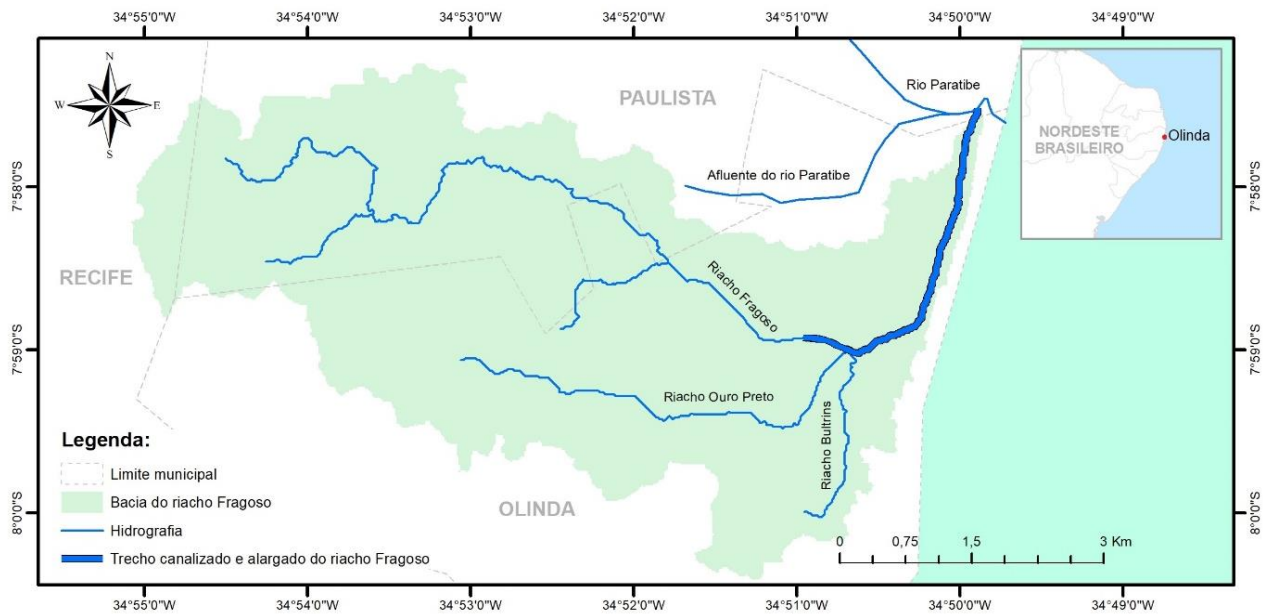 34°55'0"W 34°54'0"W 34°53'0"W 34°52'0"W 34°51'0"W 34°50'0"W 34°49'0"W
N
W E
S
PAULISTA
Rio Paratibe
NORDESTE
BRASILEIRO
Olinda
Afluente do rio Paratibe
7°58'0"S 7°58'0"S
RECIFE
Riacho Fragoso
7°59'0"S 7°59'0"S
Riacho Ouro Preto
Riacho Bultrins
Legenda:
Limite municipal
Bacia do riacho Fragoso
Hidrografia
Trecho canalizado e alargado do riacho Fragoso
OLINDA
8°0'0"S 8°0'0"S
0 0,75 1,5 3 Km
34°55'0"W 34°54'0"W 34°53'0"W 34°52'0"W 34°51'0"W 34°50'0"W 34°49'0"W